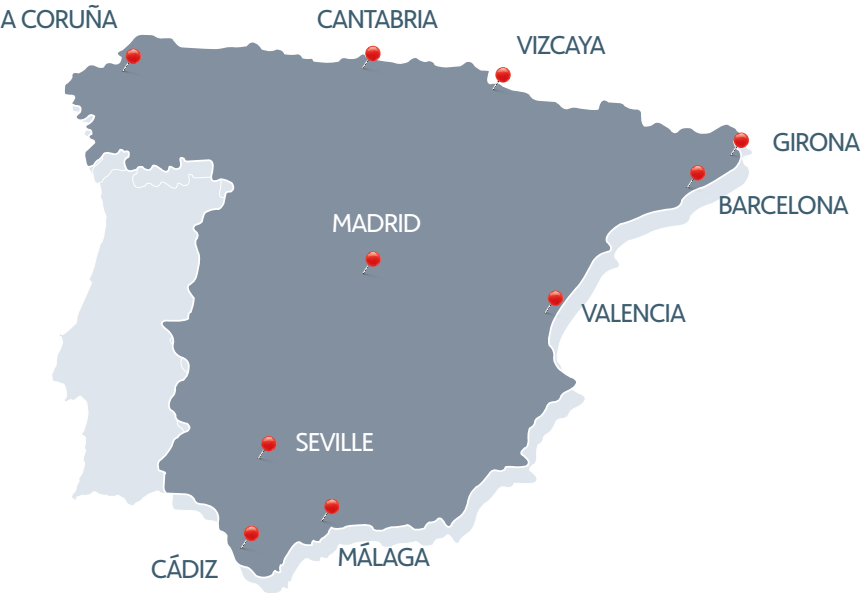 A CORUÑA
CANTABRIA
VIZCAYA
GIRONA
BARCELONA
MADRID
VALENCIA
SEVILLE
MÁLAGA
CÁDIZ